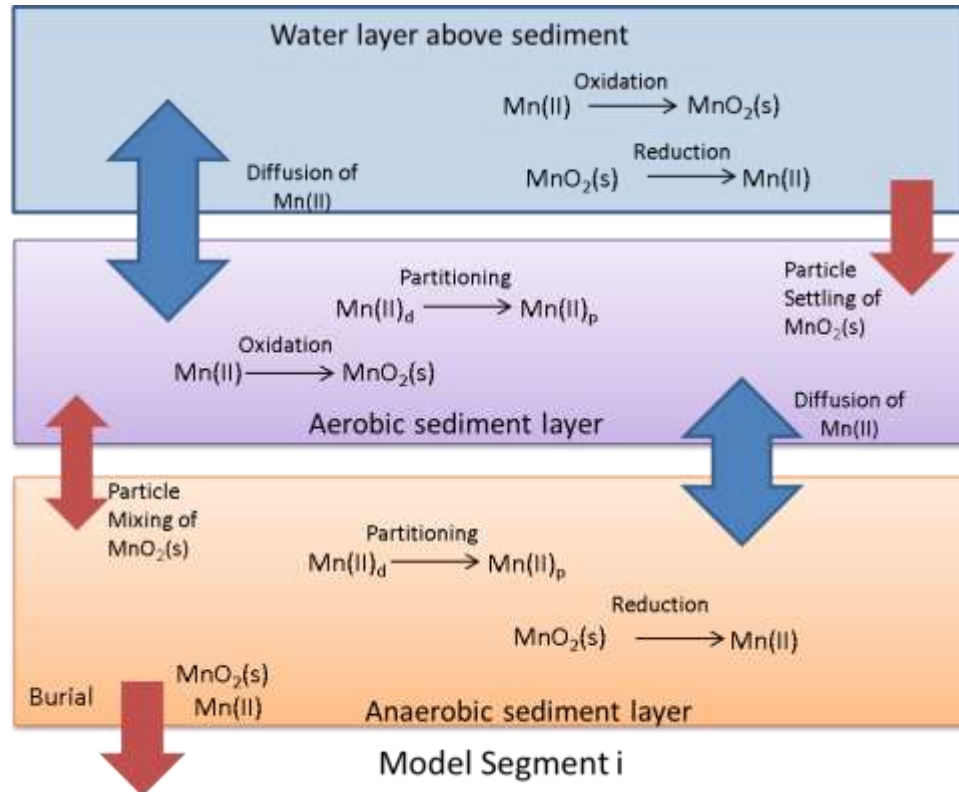 Water layer above sediment
Oxidation
Mn(II) ⟶ MnO₂(s)
Reduction
MnO₂(s) ⟶ Mn(II)
Diffusion of
Mn(II)
Particle
Settling of
MnO₂(s)
Partitioning
Mn(II)d ⟶ Mn(II)p
Oxidation
Mn(II) ⟶ MnO₂(s)
Diffusion of
Mn(II)
Aerobic sediment layer
Particle
Mixing of
MnO₂(s)
Partitioning
Mn(II)d ⟶ Mn(II)p
Reduction
MnO₂(s) ⟶ Mn(II)
Burial
MnO₂(s)
Mn(II)
Anaerobic sediment layer
Model Segment i